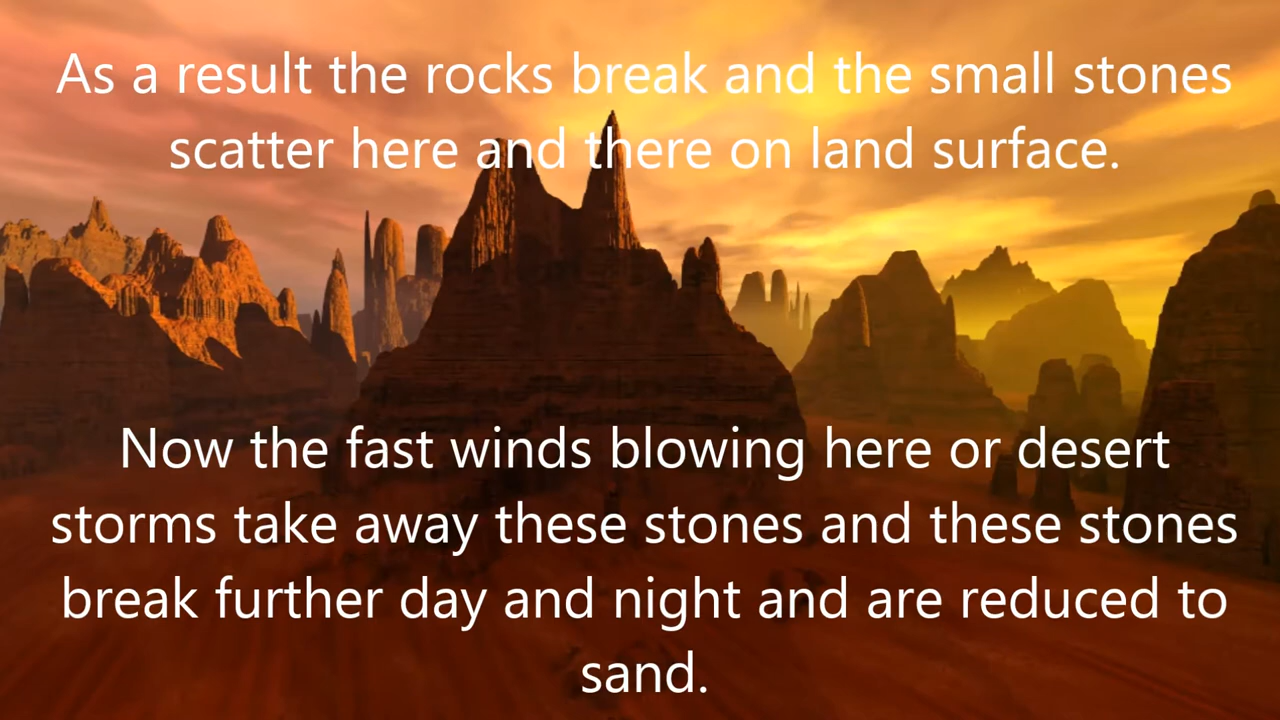 As a result the rocks break and the small stones
scatter here and there on land surface.
Now the fast winds blowing here or desert
storms take away these stones and these stones
break further day and night and are reduced to
sand.